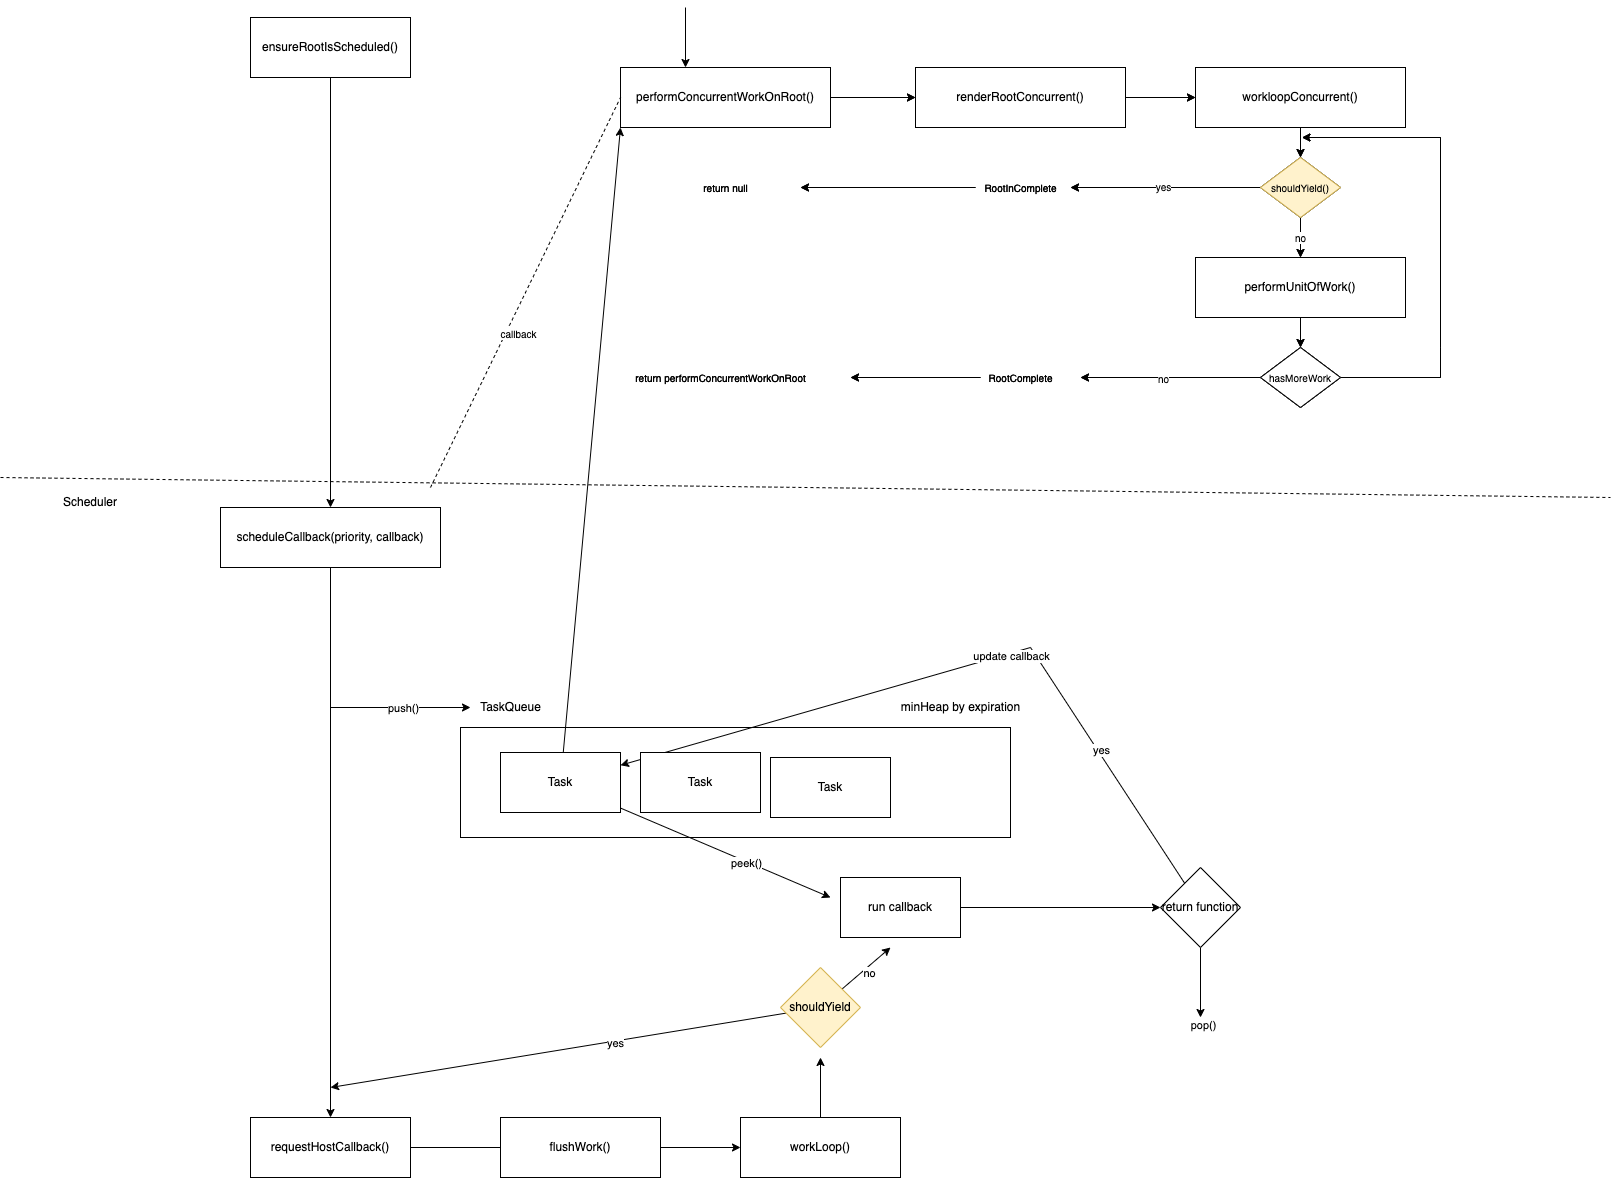 ensureRootIsScheduled()
performConcurrentWorkOnRoot()
renderRootConcurrent()
workloopConcurrent()
return null
RootInComplete
yes
shouldYield()
no
performUnitOfWork()
callback
return performConcurrentWorkOnRoot
RootComplete
no
hasMoreWork
Scheduler
scheduleCallback(priority, callback)
update callback
push()
TaskQueue
minHeap by expiration
yes
Task
Task
Task
peek()
run callback
return function
no
shouldYield
pop()
yes
requestHostCallback()
flushWork()
workLoop()